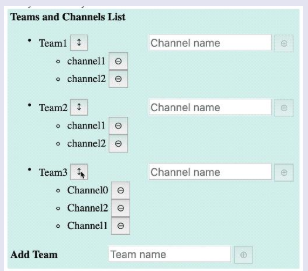 Teams and Channels List
Team1 Channel name
channel1
channel2
Team2 Channel name
channel1
channel2
Team3 Channel name
Channel0
Channel2
Channel1
Add Team Team name